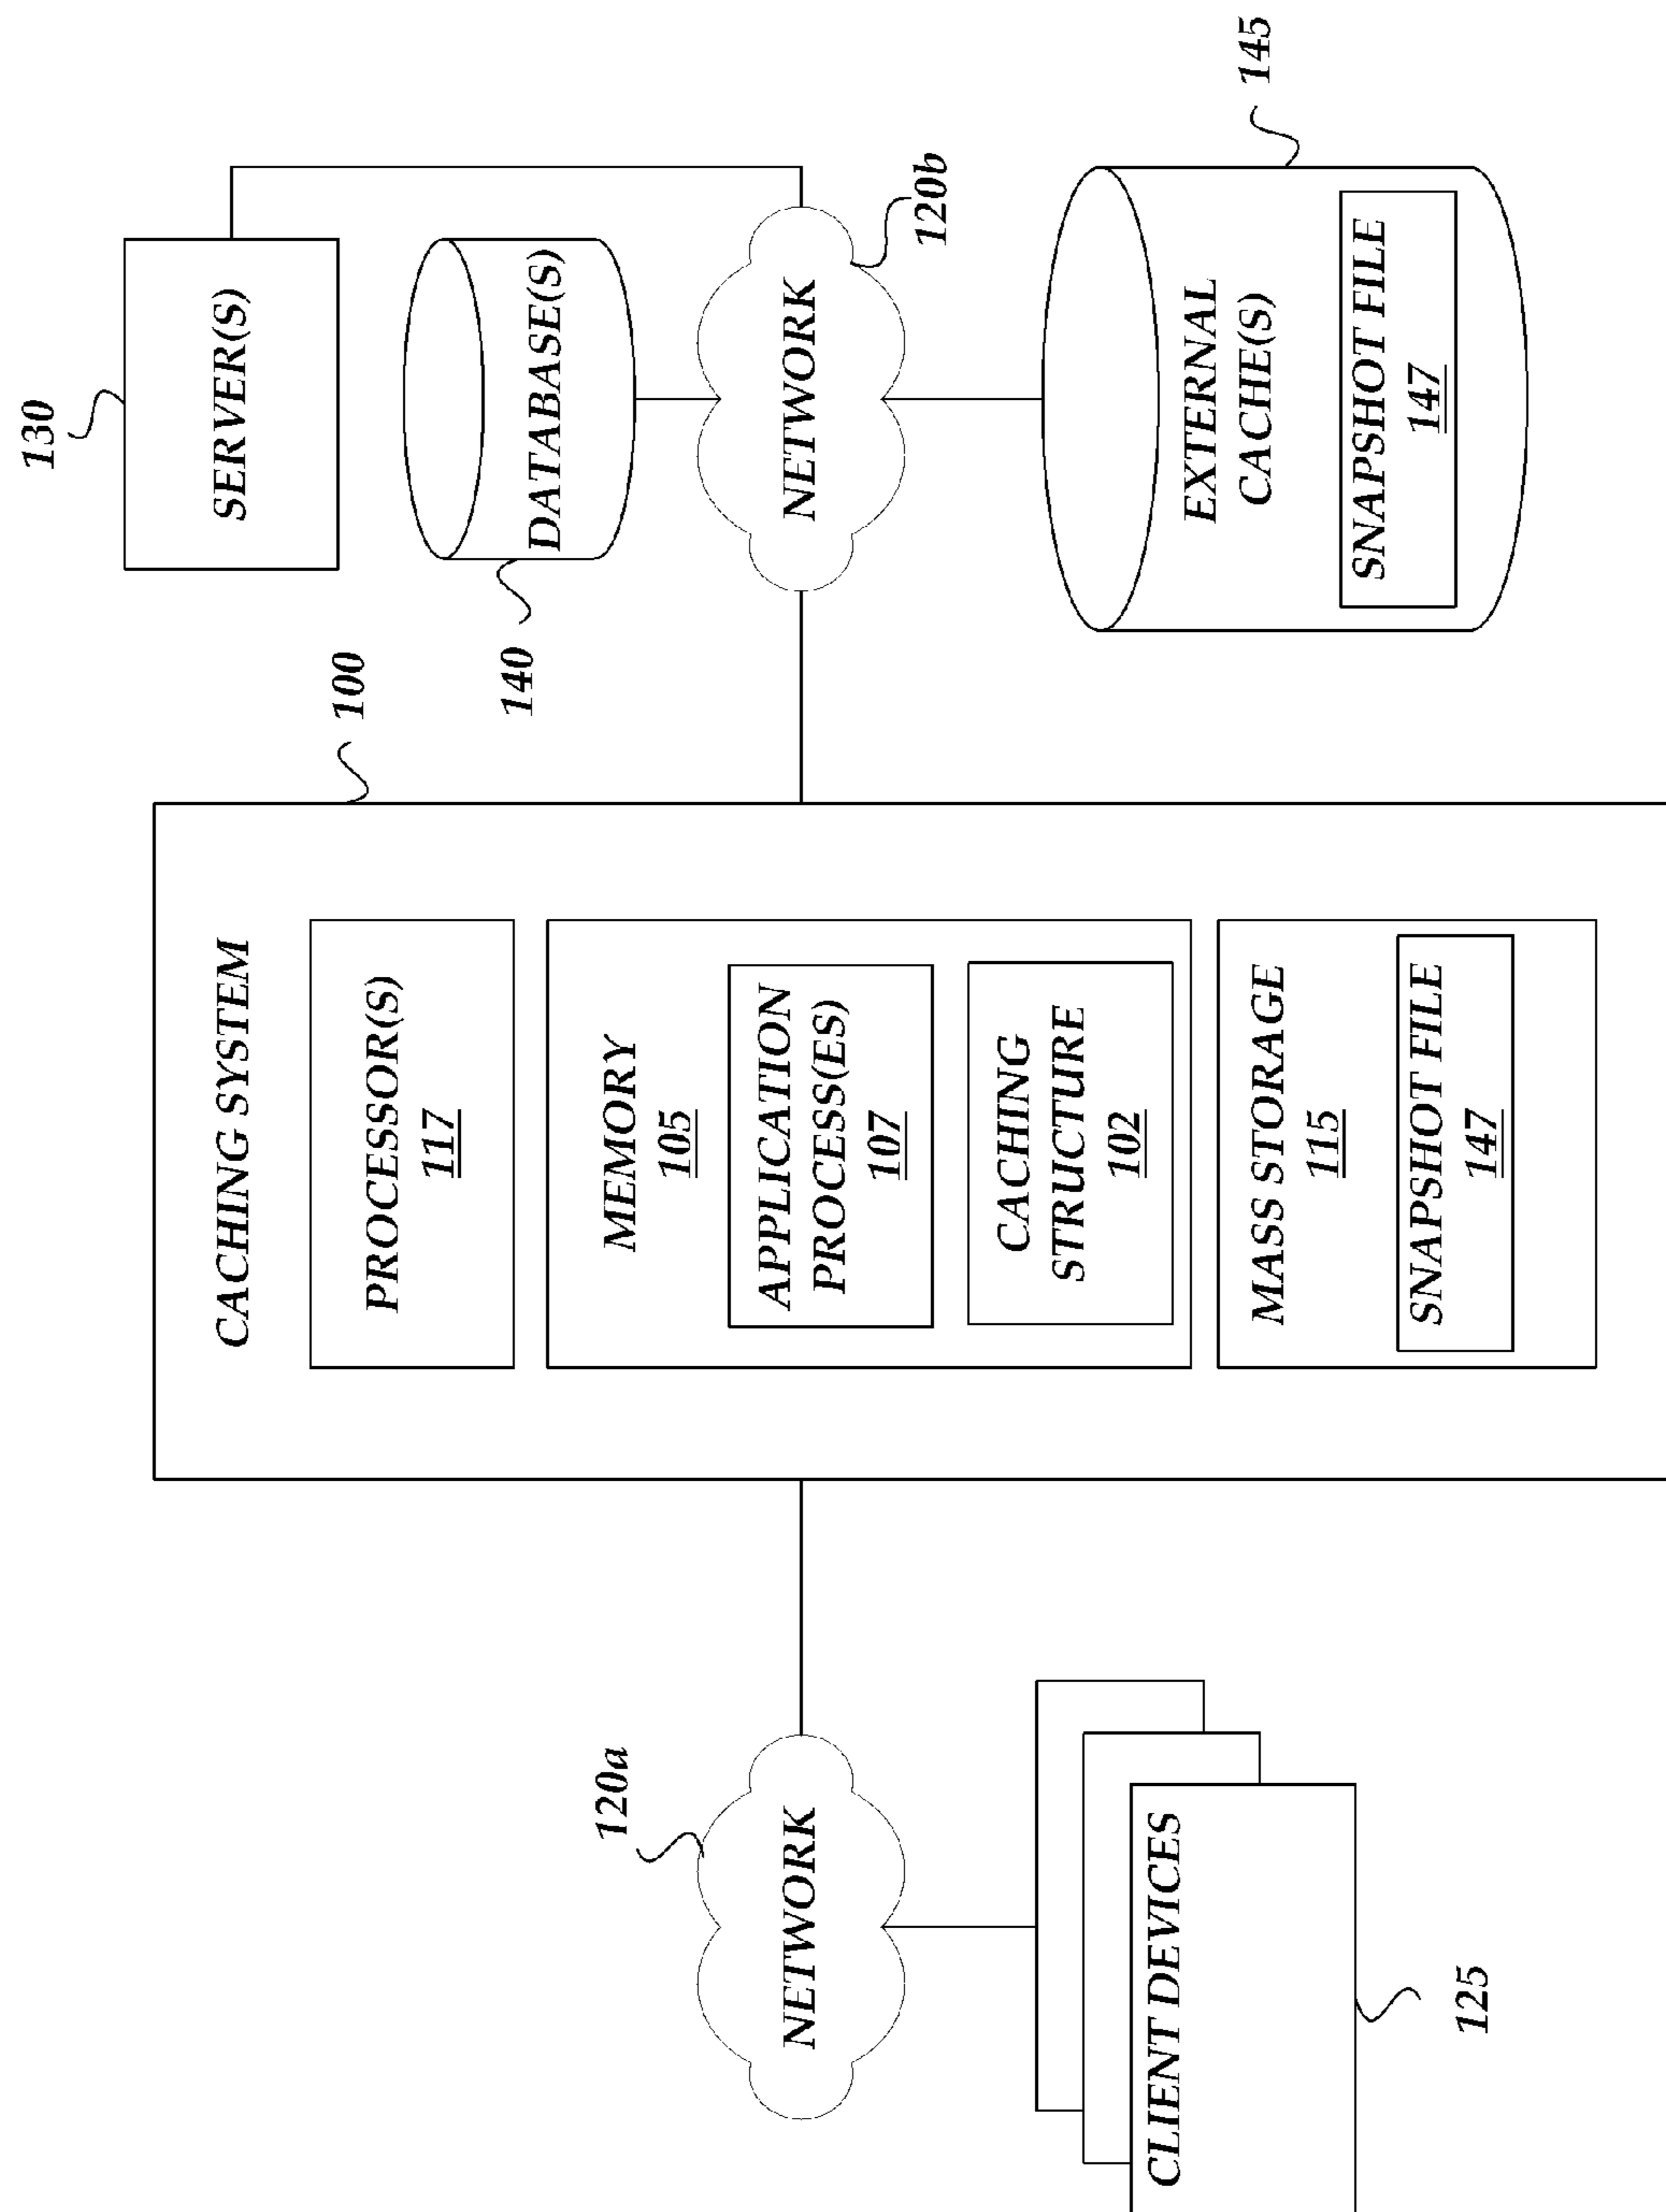 120a
NETWORK
CLIENT DEVICES
125
100
CACHING SYSTEM
PROCESSOR(S)
117
MEMORY
105
APPLICATION
PROCESS(ES)
107
CACHING
STRUCTURE
102
MASS STORAGE
115
SNAPSHOT FILE
147
130
SERVER(S)
140
DATABASE(S)
NETWORK
120b
145
EXTERNAL
CACHE(S)
SNAPSHOT FILE
147